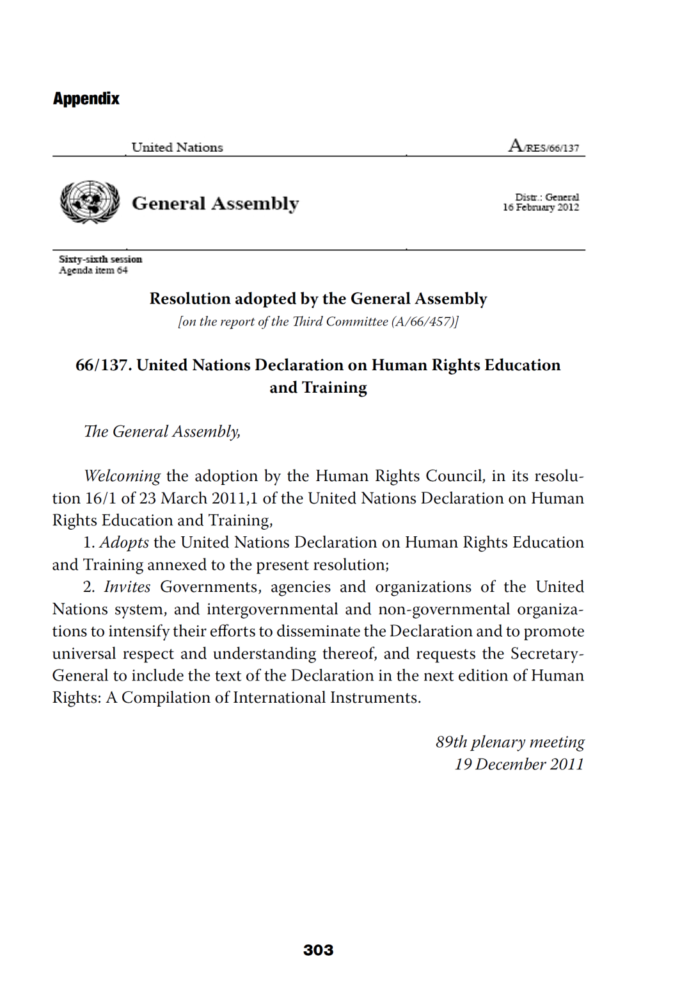 Appendix
United Nations
A/RES/66/137
General Assembly
Distr.: General
16 February 2012
Sixty-sixth session
Agenda item 64
Resolution adopted by the General Assembly
[on the report of the Third Committee (A/66/457)]
66/137. United Nations Declaration on Human Rights Education
and Training
The General Assembly,
Welcoming the adoption by the Human Rights Council, in its resolu-
tion 16/1 of 23 March 2011,1 of the United Nations Declaration on Human
Rights Education and Training,
1. Adopts the United Nations Declaration on Human Rights Education
and Training annexed to the present resolution;
2. Invites Governments, agencies and organizations of the United
Nations system, and intergovernmental and non-governmental organiza-
tions to intensify their efforts to disseminate the Declaration and to promote
universal respect and understanding thereof, and requests the Secretary-
General to include the text of the Declaration in the next edition of Human
Rights: A Compilation of International Instruments.
89th plenary meeting
19 December 2011
303